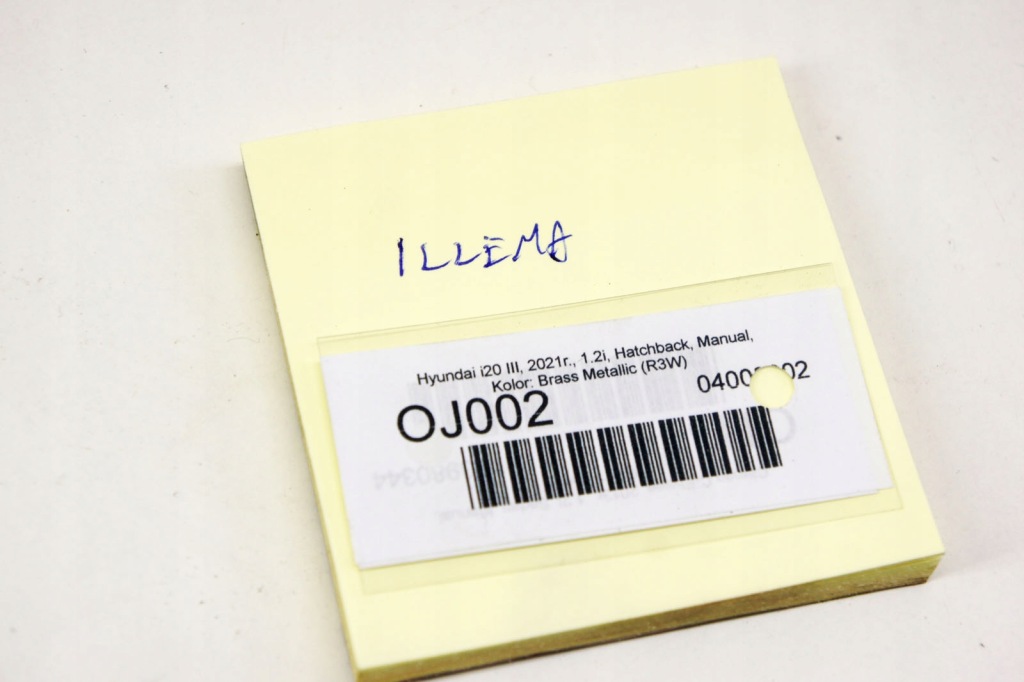 ILLEMA
Hyundai i20 III, 2021r., 1.2i, Hatchback, Manual,
Kolor: Brass Metallic (R3W)
OJ002